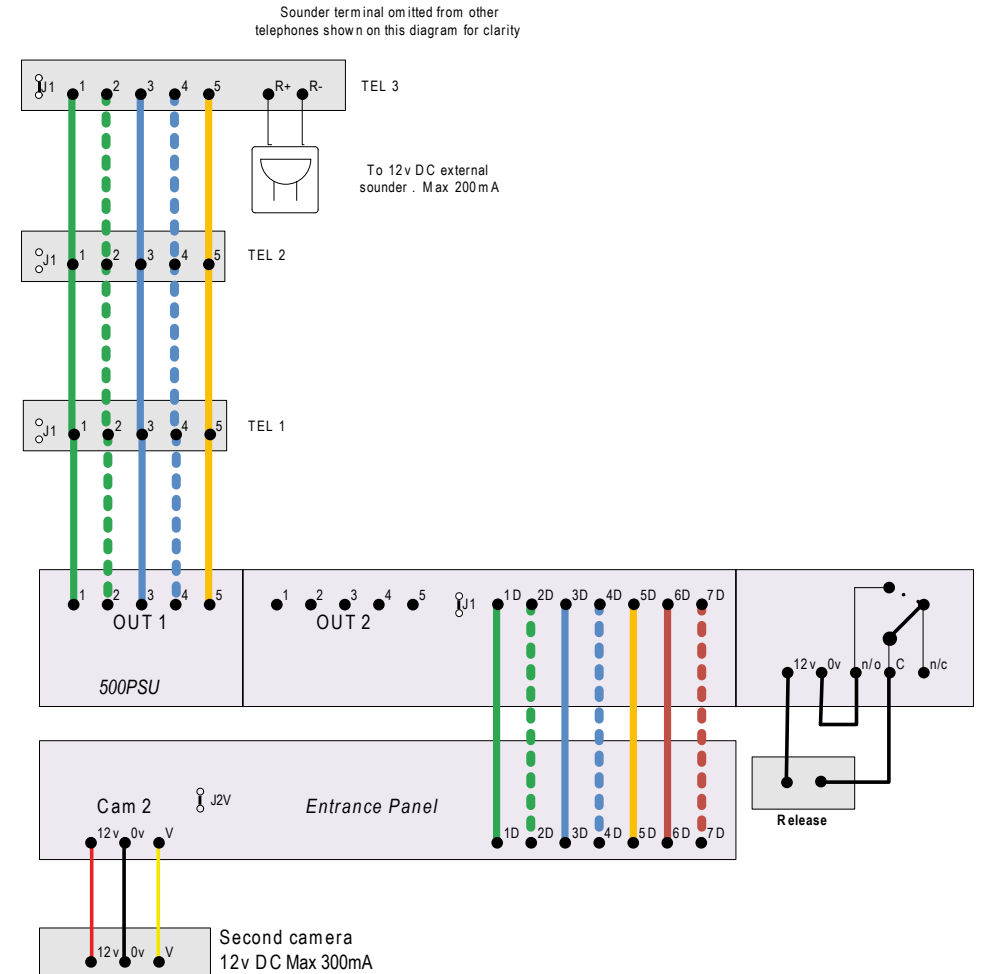 Sounder terminal omitted from other
telephones shown on this diagram for clarity
J1 1 2 3 4 5 R+ R- TEL 3
To 12v DC external
sounder . Max 200mA
J1 1 2 3 4 5 TEL 2
J1 1 2 3 4 5 TEL 1
1 2 3 4 5 1 2 3 4 5 J1 1D 2D 3D 4D 5D 6D 7D
OUT 1 OUT 2
12v 0v n/o C n/c
500PSU
Cam 2 J2V Entrance Panel
Release
12v 0v V 1D 2D 3D 4D 5D 6D 7D
Second camera
12v 0v V 12v DC Max 300mA